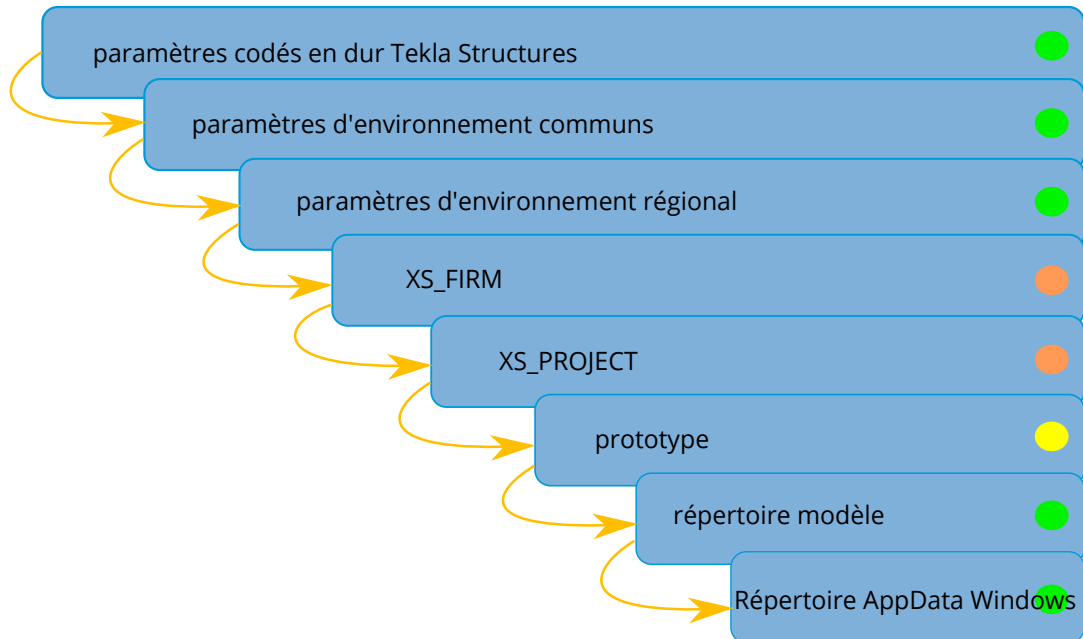 paramètres codés en dur Tekla Structures
paramètres d'environnement communs
paramètres d'environnement régional
XS_FIRM
XS_PROJECT
prototype
répertoire modèle
Répertoire AppData Windows